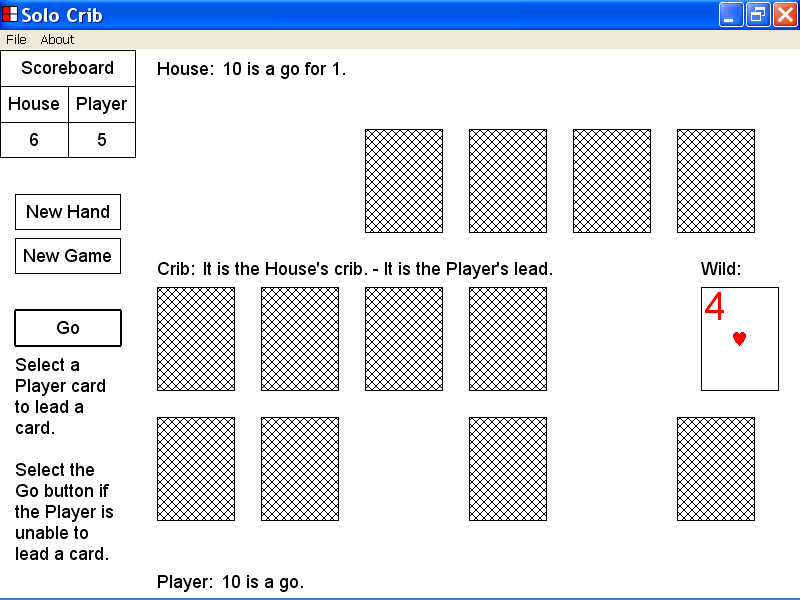 Solo Crib
File About
Scoreboard
House Player
6 5
New Hand
New Game
Go
Select a
Player card
to lead a
card.
Select the
Go button if
the Player is
unable to
lead a card.
House: 10 is a go for 1.
Crib: It is the House's crib. - It is the Player's lead.
Wild:
4
Player: 10 is a go.